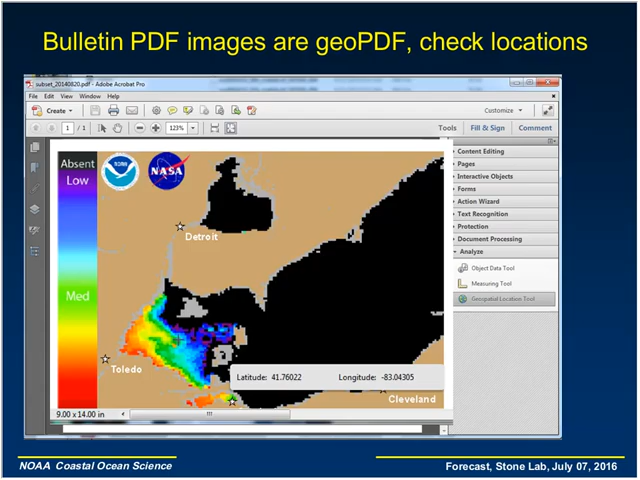 Bulletin PDF images are geoPDF, check locations
subset_20140820.pdf - Adobe Acrobat Pro
File Edit View Window Help
Create
Customize
1 / 1
123%
Tools
Fill & Sign
Comment
Content Editing
Pages
Interactive Objects
Forms
Action Wizard
Text Recognition
Protection
Document Processing
Analyze
Object Data Tool
Measuring Tool
Geospatial Location Tool
Absent
Low
Med
NOAA
NASA
Detroit
Toledo
Latitude: 41.76022 Longitude: -83.04305
Cleveland
9.00 x 14.00 in
NOAA Coastal Ocean Science
Forecast, Stone Lab, July 07, 2016